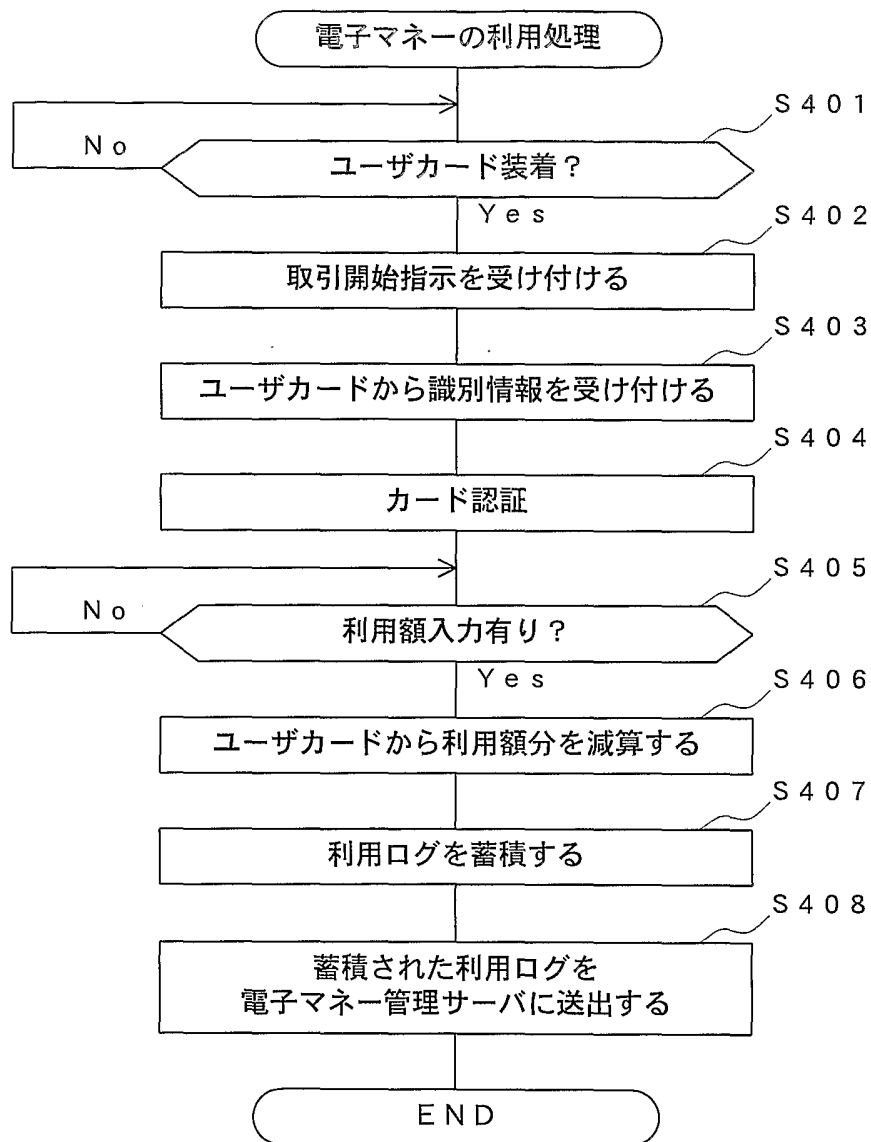 電子マネーの利用処理
S401
No
ユーザカード装着？
Yes
S402
取引開始指示を受け付ける
S403
ユーザカードから識別情報を受け付ける
S404
カード認証
S405
No
利用額入力有り？
Yes
S406
ユーザカードから利用額分を減算する
S407
利用ログを蓄積する
S408
蓄積された利用ログを
電子マネー管理サーバに送出する
END